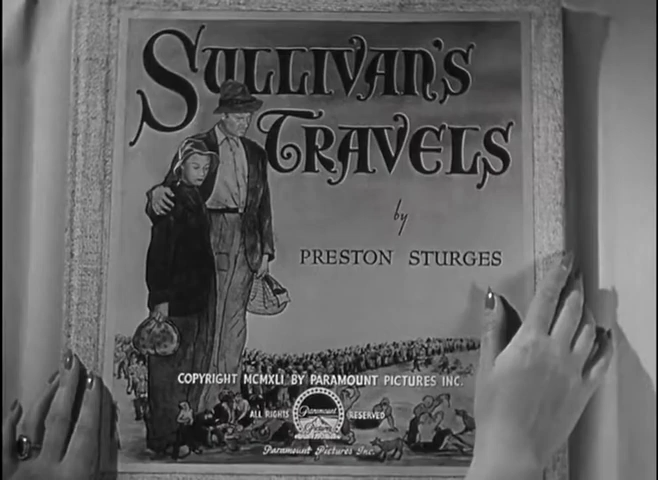 SULLIVAN'S
TRAVELS
by
PRESTON STURGES
COPYRIGHT MCMXLI BY PARAMOUNT PICTURES INC.
ALL RIGHTS Paramount RESERVED
Paramount Pictures Inc.